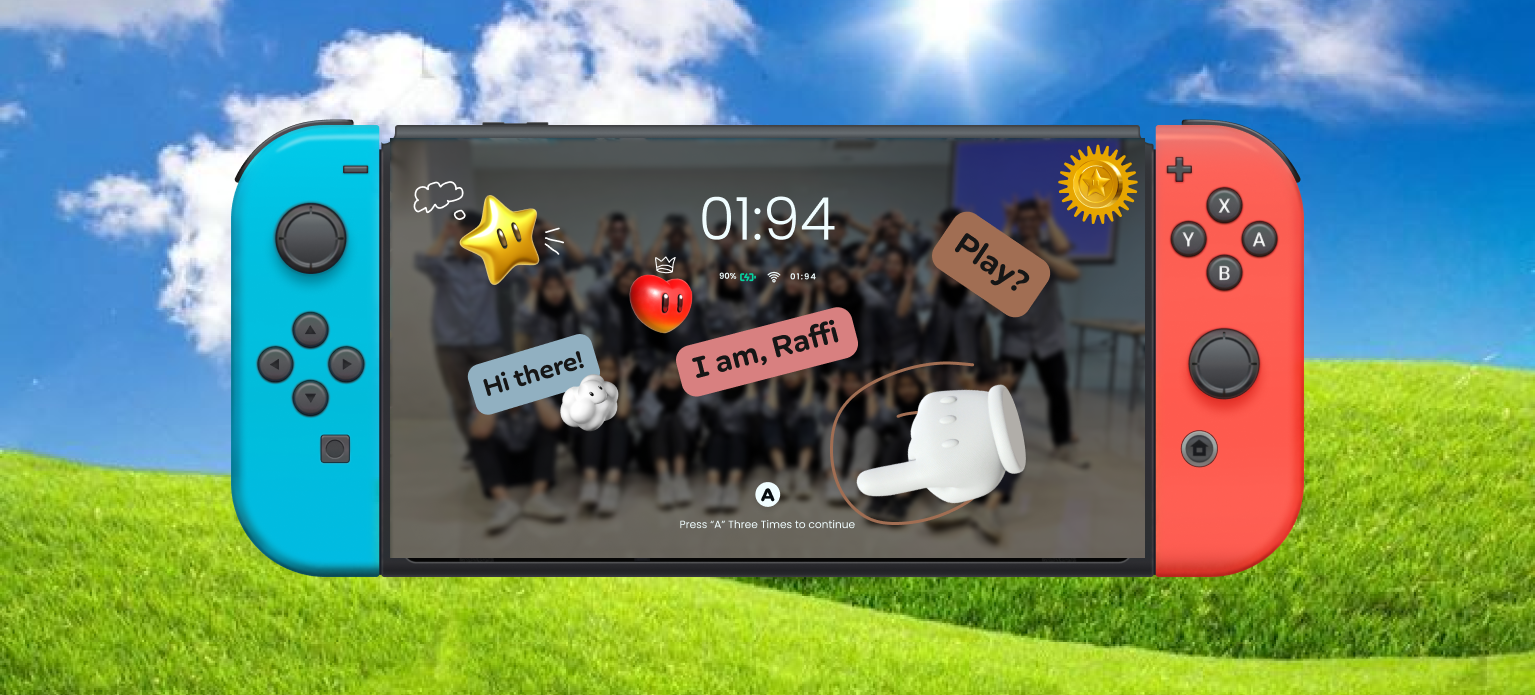 01:94
90% 01:94
Play?
I am, Raffi
Hi there!
A
Press “A” Three Times to continue
X
Y
A
B